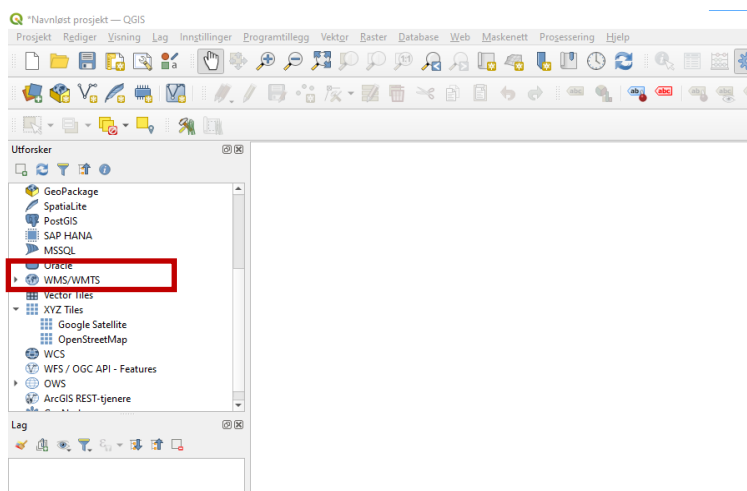 *Navnløst prosjekt — QGIS
Prosjekt Rediger Visning Lag Innstillinger Programtillegg Vektor Raster Database Web Maskenett Prosessering Hjelp
abc
Utforsker
GeoPackage
SpatiaLite
PostGIS
SAP HANA
MSSQL
Oracle
WMS/WMTS
Vector Tiles
XYZ Tiles
Google Satellite
OpenStreetMap
WCS
WFS / OGC API - Features
OWS
ArcGIS REST-tjenere
Lag